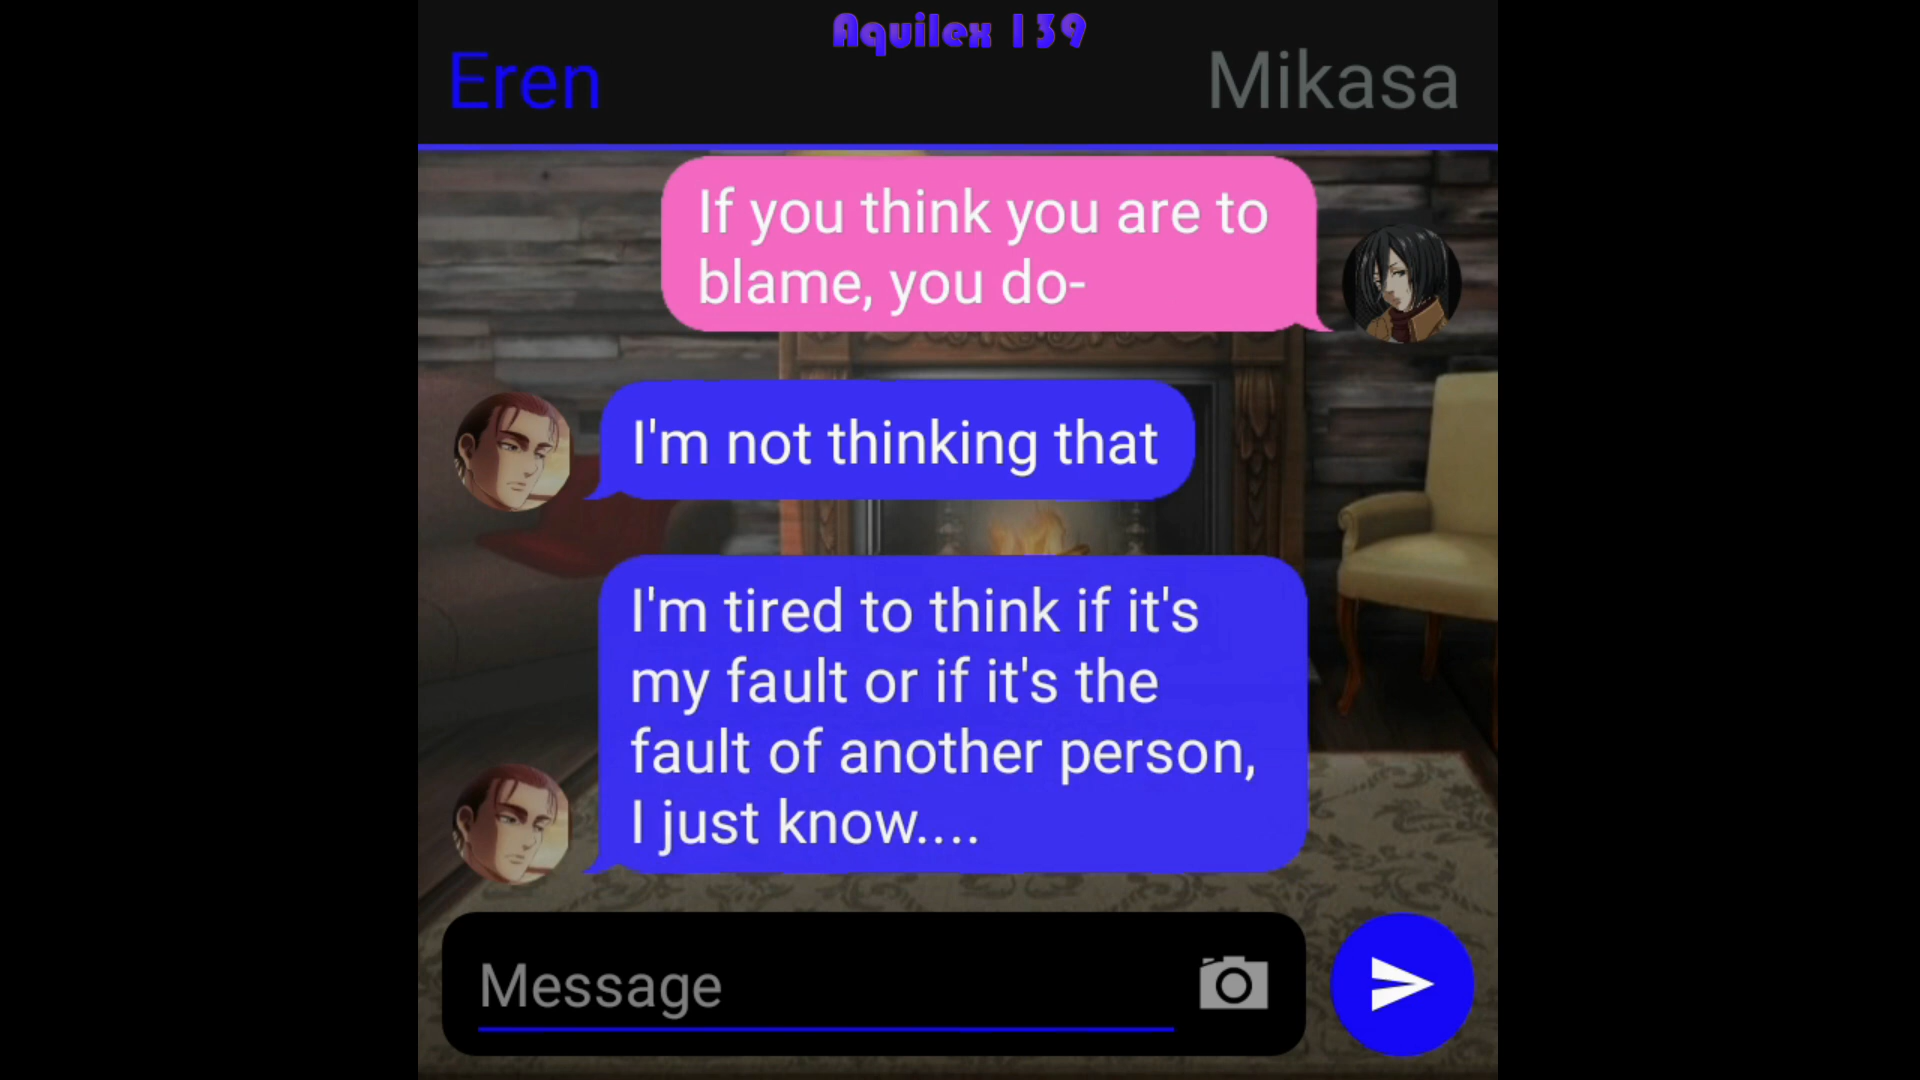 Aquilex 139
Eren
Mikasa
If you think you are to
blame, you do-
I'm not thinking that
I'm tired to think if it's
my fault or if it's the
fault of another person,
I just know....
Message